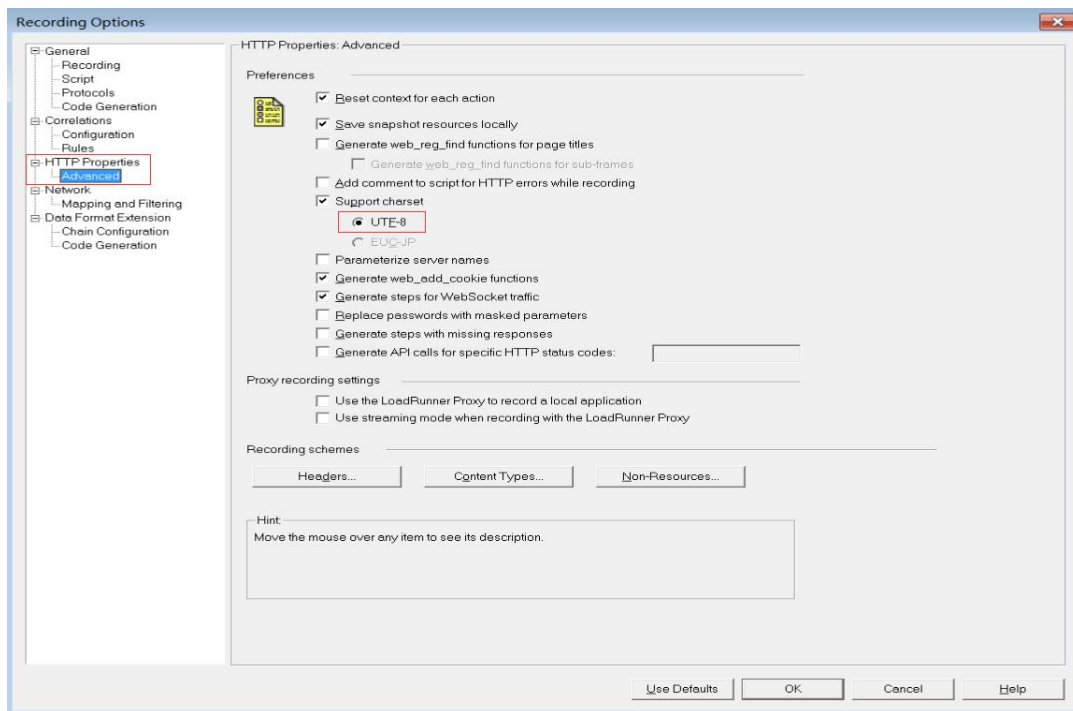 Recording Options
General
Recording
Script
Protocols
Code Generation
Correlations
Configuration
Rules
HTTP Properties
Advanced
Network
Mapping and Filtering
Data Format Extension
Chain Configuration
Code Generation
HTTP Properties: Advanced
Preferences
Reset context for each action
Save snapshot resources locally
Generate web_reg_find functions for page titles
Generate web_reg_find functions for sub-frames
Add comment to script for HTTP errors while recording
Support charset
UTF-8
EUC-JP
Parameterize server names
Generate web_add_cookie functions
Generate steps for WebSocket traffic
Replace passwords with masked parameters
Generate steps with missing responses
Generate API calls for specific HTTP status codes:
Proxy recording settings
Use the LoadRunner Proxy to record a local application
Use streaming mode when recording with the LoadRunner Proxy
Recording schemes
Headers... Content Types... Non-Resources...
Hint:
Move the mouse over any item to see its description.
Use Defaults OK Cancel Help